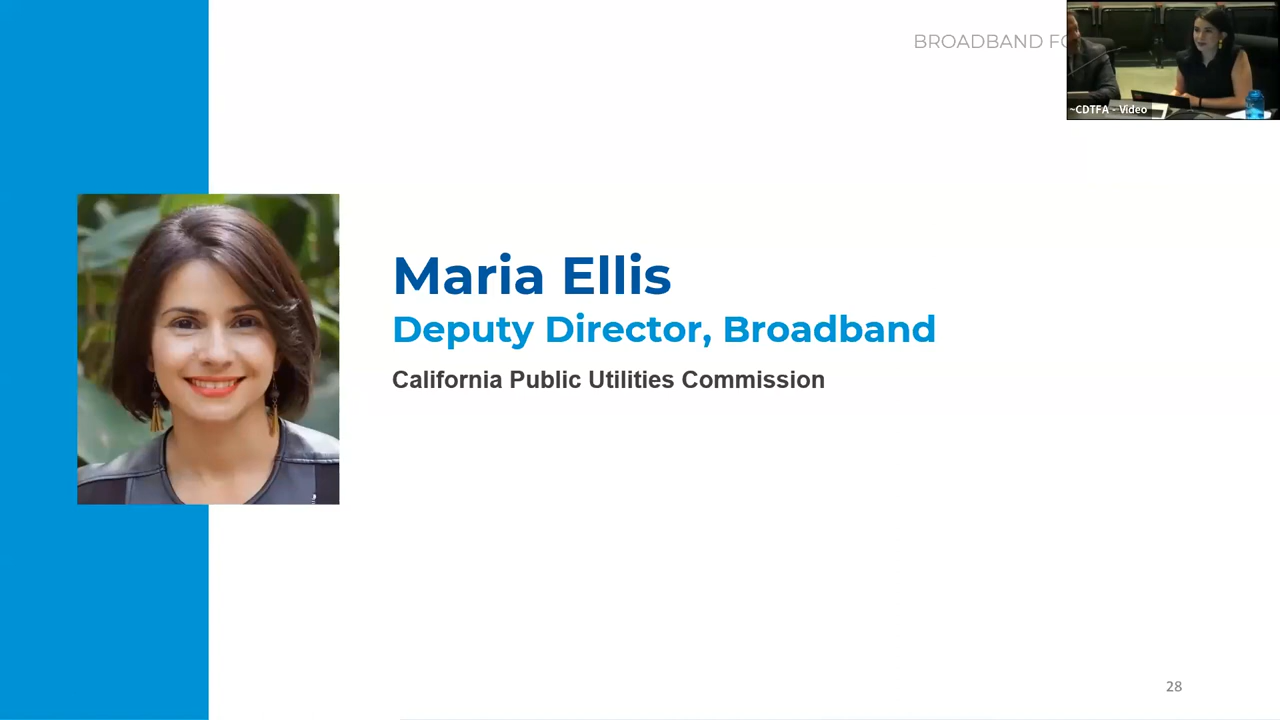 BROADBAND FO
~CDTFA - Video
Maria Ellis
Deputy Director, Broadband
California Public Utilities Commission
28